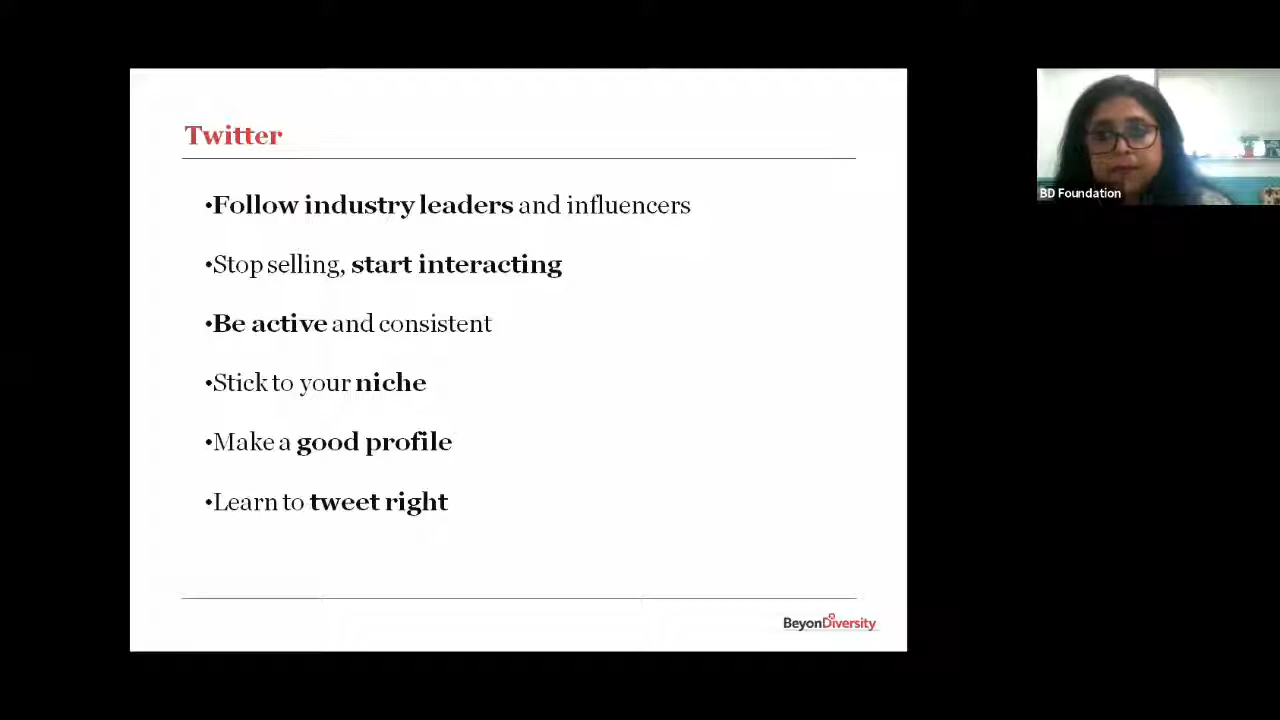 Twitter
•Follow industry leaders and influencers
•Stop selling, start interacting
•Be active and consistent
•Stick to your niche
•Make a good profile
•Learn to tweet right
BeyonDiversity
BD Foundation